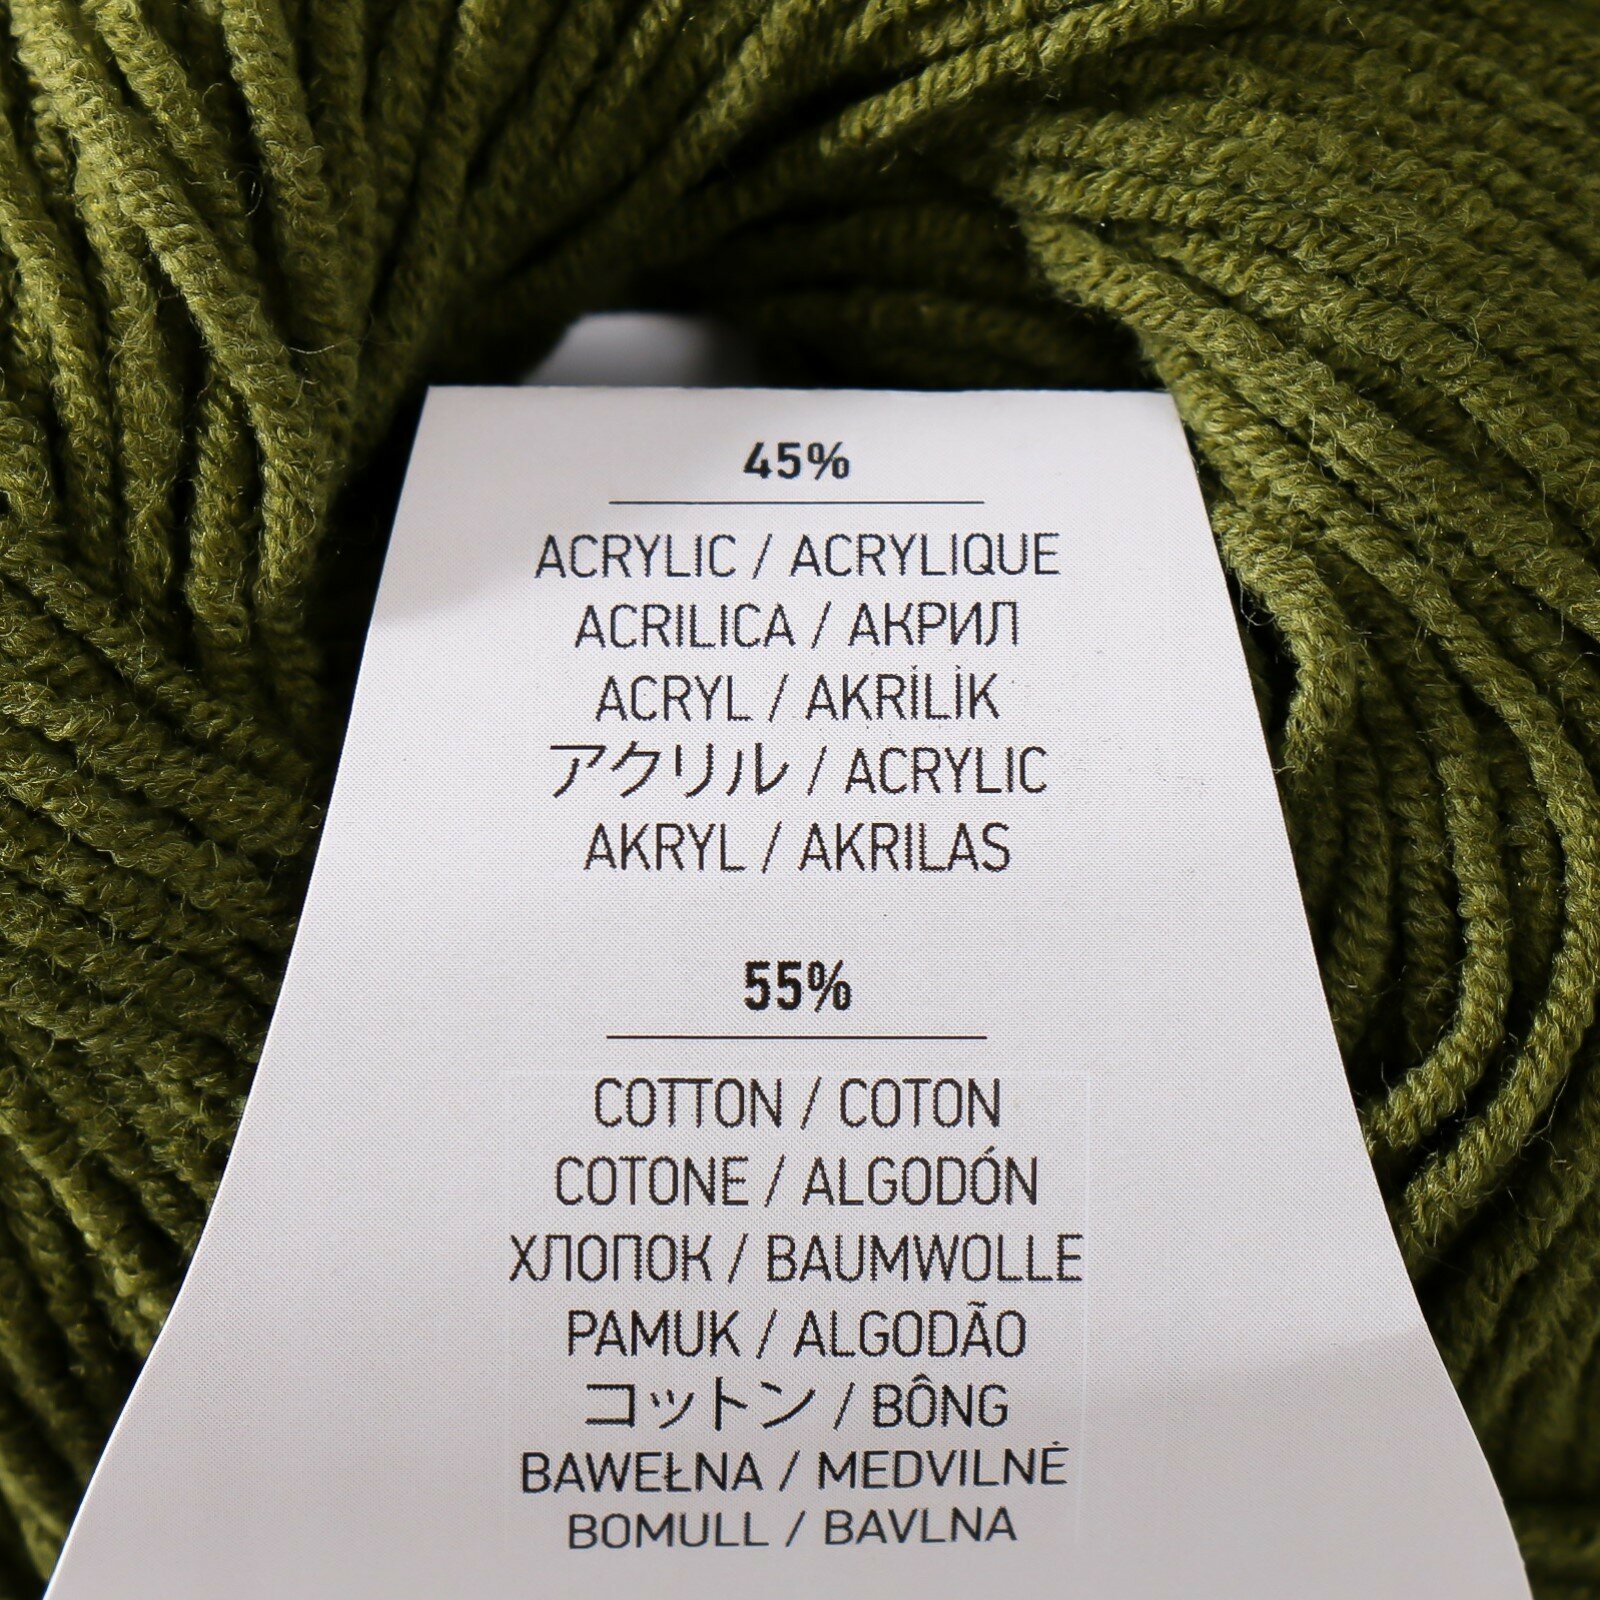 45%
ACRYLIC / ACRYLIQUE
ACRILICA / АКРИЛ
ACRYL / AKRİLİK
アクリル / ACRYLIC
AKRYL / AKRILAS
55%
COTTON / COTON
COTONE / ALGODÓN
ХЛОПОК / BAUMWOLLE
PAMUK / ALGODÃO
コットン / BÔNG
BAWEŁNA / MEDVILNĖ
BOMULL / BAVLNA